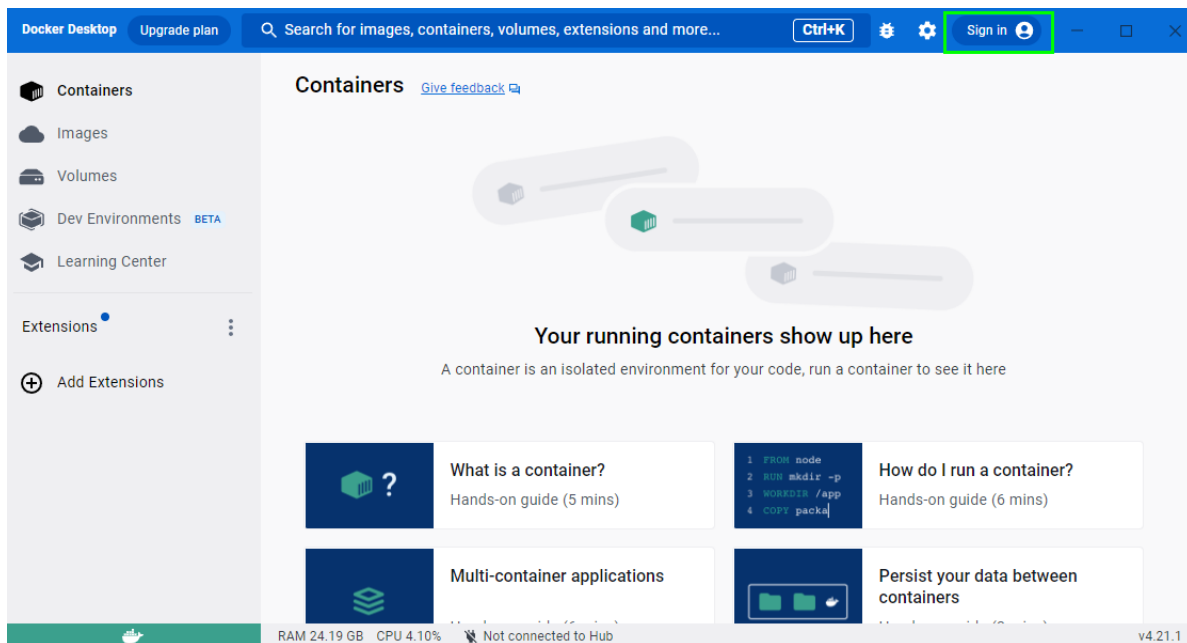 Docker Desktop Upgrade plan Search for images, containers, volumes, extensions and more... Ctrl+K Sign in
Containers
Images
Volumes
Dev Environments BETA
Learning Center
Extensions
Add Extensions
Containers Give feedback
Your running containers show up here
A container is an isolated environment for your code, run a container to see it here
What is a container?
Hands-on guide (5 mins)
1 FROM node
2 RUN mkdir -p
3 WORKDIR /app
4 COPY packa
How do I run a container?
Hands-on guide (6 mins)
Multi-container applications
Persist your data between
containers
RAM 24.19 GB CPU 4.10% Not connected to Hub v4.21.1